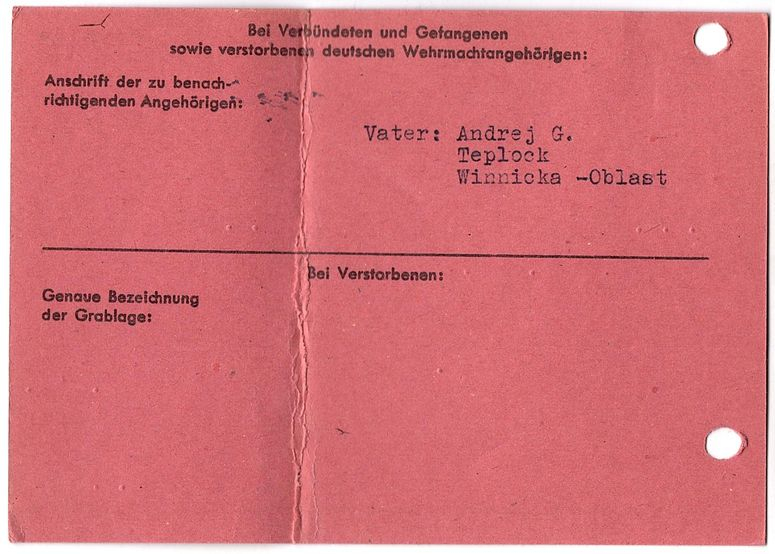 Bei Verbündeten und Gefangenen
sowie verstorbenen deutschen Wehrmachtangehörigen:
Anschrift der zu benach-
richtigenden Angehörigen:
Vater: Andrej G.
Teplock
Winnicka -Oblast
Bei Verstorbenen:
Genaue Bezeichnung
der Grablage: